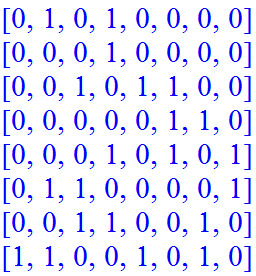 [0, 1, 0, 1, 0, 0, 0, 0]
[0, 0, 0, 1, 0, 0, 0, 0]
[0, 0, 1, 0, 1, 1, 0, 0]
[0, 0, 0, 0, 0, 1, 1, 0]
[0, 0, 0, 1, 0, 1, 0, 1]
[0, 1, 1, 0, 0, 0, 0, 1]
[0, 0, 1, 1, 0, 0, 1, 0]
[1, 1, 0, 0, 1, 0, 1, 0]